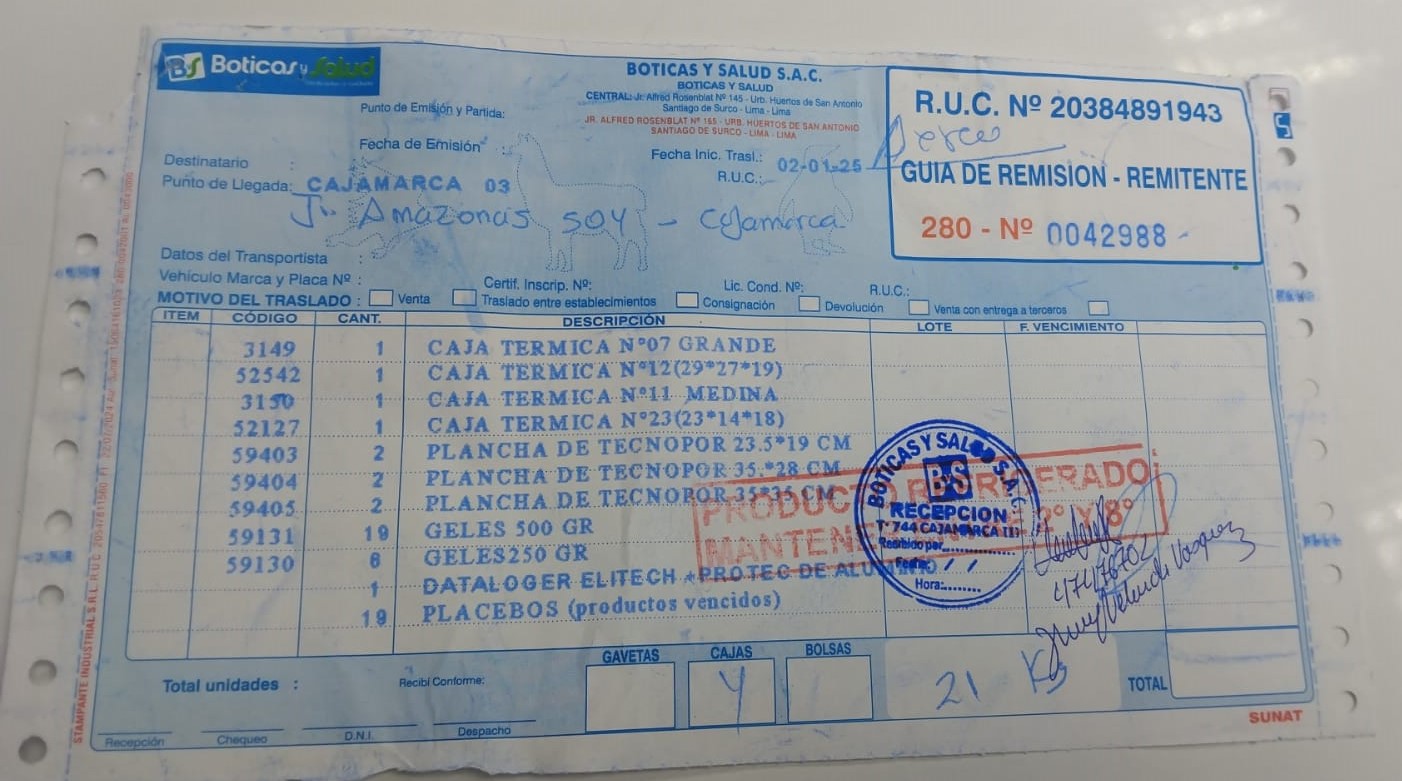 BS Boticas y Salud
BOTICAS Y SALUD S.A.C.
BOTICAS Y SALUD
CENTRAL: Jr. Alfred Rosenblat Nº 145 - Urb. Huertos de San Antonio
Santiago de Surco - Lima - Lima
JR. ALFRED ROSENBLAT Nº 165 - URB. HUERTOS DE SAN ANTONIO
SANTIAGO DE SURCO - LIMA - LIMA
R.U.C. Nº 20384891943
GUIA DE REMISION - REMITENTE
280 - Nº 0042988 -
Punto de Emisión y Partida:
Fecha de Emisión :
Fecha Inic. Trasl.: 02-01-25
Destinatario :
R.U.C.:
Punto de Llegada: CAJAMARCA 03
Jr. Amazonas - Cajamarca
Datos del Transportista :
Vehículo Marca y Placa Nº : Certif. Inscrip. Nº: Lic. Cond. Nº: R.U.C.:
MOTIVO DEL TRASLADO : Venta Traslado entre establecimientos Consignación Devolución Venta con entrega a terceros
ITEM CÓDIGO CANT. DESCRIPCIÓN LOTE F. VENCIMIENTO
3149 1 CAJA TERMICA Nº07 GRANDE
52542 1 CAJA TERMICA Nº12(29*27*19)
3150 1 CAJA TERMICA Nº11 MEDINA
52127 1 CAJA TERMICA Nº23(23*14*18)
59403 2 PLANCHA DE TECNOPOR 23.5*19 CM
59404 2 PLANCHA DE TECNOPOR 35.*28 CM
59405 2 PLANCHA DE TECNOPOR 35*35 CM
59131 19 GELES 500 GR
59130 6 GELES250 GR
1 DATALOGER ELITECH +PROTEC DE ALUMINIO
19 PLACEBOS (productos vencidos)
PRODUCTO REFRIGERADO
MANTENER ENTRE 2º Y 8º
BOTICAS Y SALUD S.A.C.
BS
RECEPCION
T-744 CAJAMARCA III
Recibido por:
Fecha: / /
Hora:
GAVETAS CAJAS BOLSAS
Total unidades : Recibí Conforme:
4
21 Kg
TOTAL
Recepción Chequeo D.N.I. Despacho
SUNAT